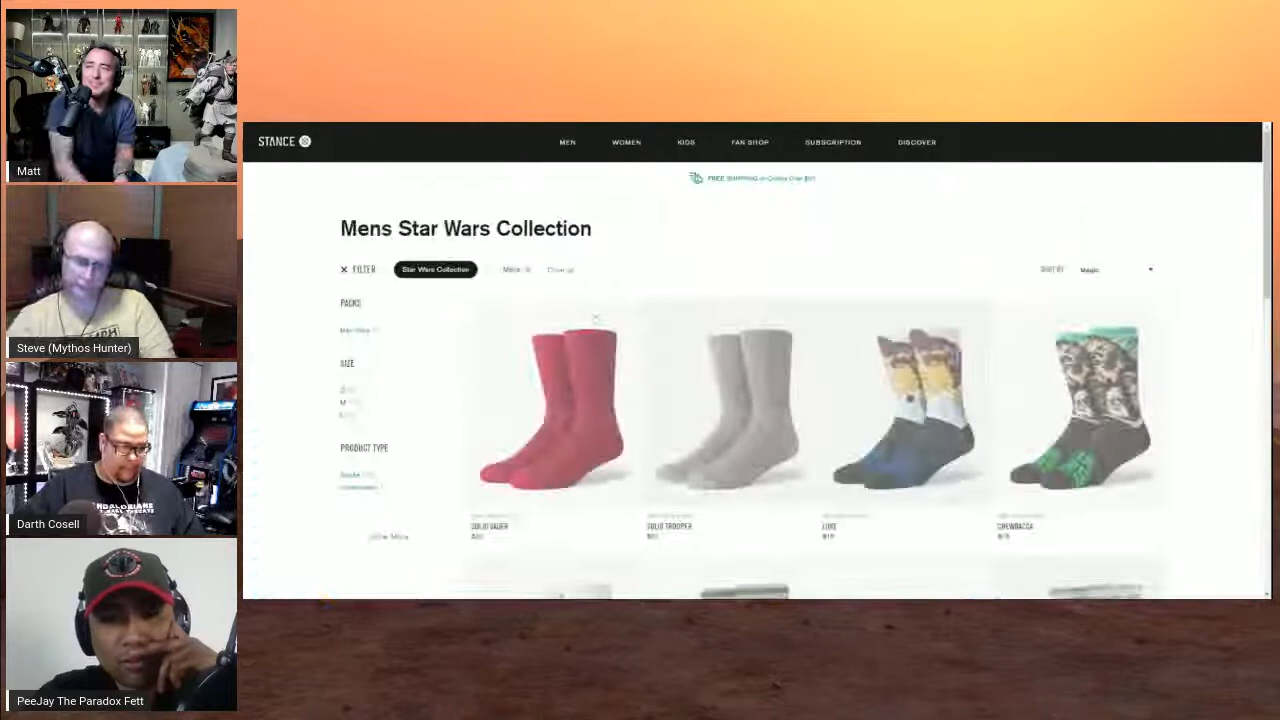 Matt
Steve (Mythos Hunter)
Darth Cosell
PeeJay The Paradox Fett
STANCE
MEN WOMEN KIDS FAN SHOP SUBSCRIPTION DISCOVER
FREE SHIPPING on Orders Over
Mens Star Wars Collection
✕ FILTER Star Wars Collection Mens Clear all
SORT BY Magic
PACKS
SIZE
M
PRODUCT TYPE
Socks
SOLID VADER
SOLID TROOPER
LUKE
CHEWBACCA